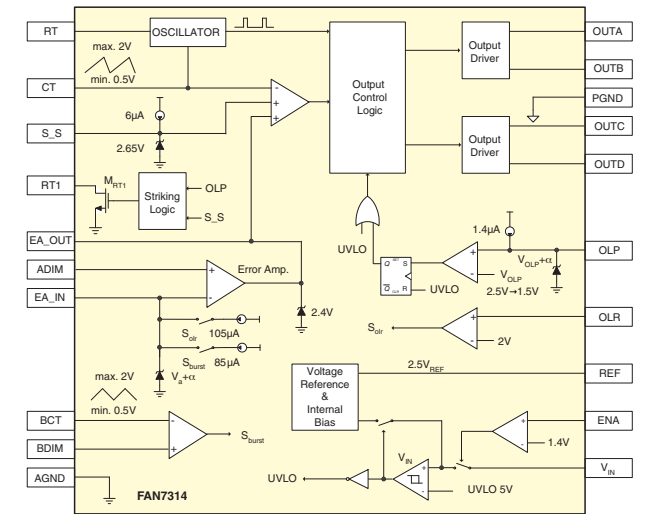 RT
OSCILLATOR
OUTA
max. 2V
min. 0.5V
Output
Driver
OUTB
CT
Output
Control
Logic
PGND
6µA
S_S
2.65V
Output
Driver
OUTC
OUTD
RT1
M_RT1
Striking
Logic
OLP
S_S
1.4µA
EA_OUT
UVLO
OLP
V_OLP+α
V_OLP
2.5V→1.5V
Q SET S
Q CLR R
UVLO
ADIM
Error Amp.
EA_IN
2.4V
S_olr 105µA
S_olr
OLR
2V
S_burst 85µA
V_a+α
2.5V_REF
REF
Voltage
Reference
&
Internal
Bias
max. 2V
min. 0.5V
BCT
ENA
1.4V
S_burst
BDIM
V_IN
V_IN
AGND
UVLO
UVLO 5V
FAN7314